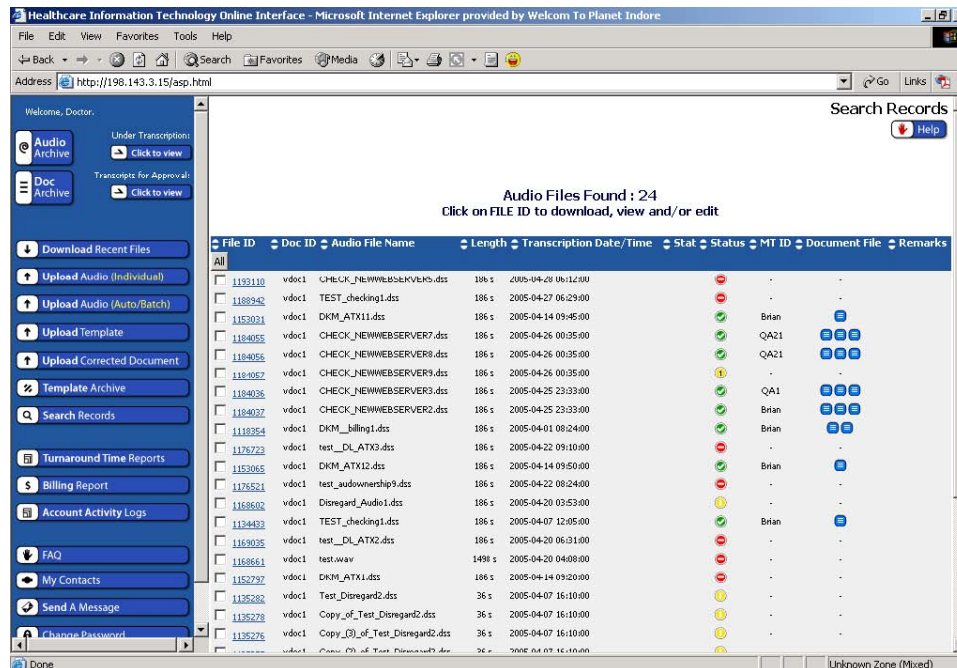 Healthcare Information Technology Online Interface - Microsoft Internet Explorer provided by Welcom To Planet Indore
File Edit View Favorites Tools Help
Back Search Favorites Media
Address http://198.143.3.15/asp.html Go Links
Welcome, Doctor.
Audio Archive
Under Transcription:
Click to view
Doc Archive
Transcripts for Approval:
Click to view
Download Recent Files
Upload Audio (Individual)
Upload Audio (Auto/Batch)
Upload Template
Upload Corrected Document
Template Archive
Search Records
Turnaround Time Reports
$ Billing Report
Account Activity Logs
FAQ
My Contacts
Send A Message
Change Password
Search Records
Help
Audio Files Found : 24
Click on FILE ID to download, view and/or edit
File ID Doc ID Audio File Name Length Transcription Date/Time Stat Status MT ID Document File Remarks
All
1193110 vdoc1 CHECK_NEWWEBSERVER5.dss 186 s 2005-04-28 06:12:00 - -
1188942 vdoc1 TEST_checking1.dss 186 s 2005-04-27 06:29:00 - -
1153031 vdoc1 DKM_ATX11.dss 186 s 2005-04-14 09:45:00 Brian
1184055 vdoc1 CHECK_NEWWEBSERVER7.dss 186 s 2005-04-26 00:35:00 QA21
1184056 vdoc1 CHECK_NEWWEBSERVER8.dss 186 s 2005-04-26 00:35:00 QA21
1184057 vdoc1 CHECK_NEWWEBSERVER9.dss 186 s 2005-04-26 00:35:00 - -
1184036 vdoc1 CHECK_NEWWEBSERVER3.dss 186 s 2005-04-25 23:33:00 QA1
1184037 vdoc1 CHECK_NEWWEBSERVER2.dss 186 s 2005-04-25 23:33:00 Brian
1118354 vdoc1 DKM__billing1.dss 186 s 2005-04-01 08:24:00 Brian
1176723 vdoc1 test__DL_ATX3.dss 186 s 2005-04-22 09:10:00 - -
1153065 vdoc1 DKM_ATX12.dss 186 s 2005-04-14 09:50:00 Brian
1176521 vdoc1 test_audownership9.dss 186 s 2005-04-22 08:24:00 - -
1168602 vdoc1 Disregard_Audio1.dss 186 s 2005-04-20 03:53:00 - -
1134433 vdoc1 TEST_checking1.dss 186 s 2005-04-07 12:05:00 Brian
1169035 vdoc1 test__DL_ATX2.dss 186 s 2005-04-20 06:31:00 - -
1168661 vdoc1 test.wav 1498 s 2005-04-20 04:08:00 - -
1152797 vdoc1 DKM_ATX1.dss 186 s 2005-04-14 09:20:00 - -
1135282 vdoc1 Test_Disregard2.dss 36 s 2005-04-07 16:10:00 - -
1135278 vdoc1 Copy_of_Test_Disregard2.dss 36 s 2005-04-07 16:10:00 - -
1135276 vdoc1 Copy_(3)_of_Test_Disregard2.dss 36 s 2005-04-07 16:10:00 - -
vdoc1 Copy_(2)_of_Test_Disregard2.dss 36 s 2005-04-07 16:10:00
Done Unknown Zone (Mixed)